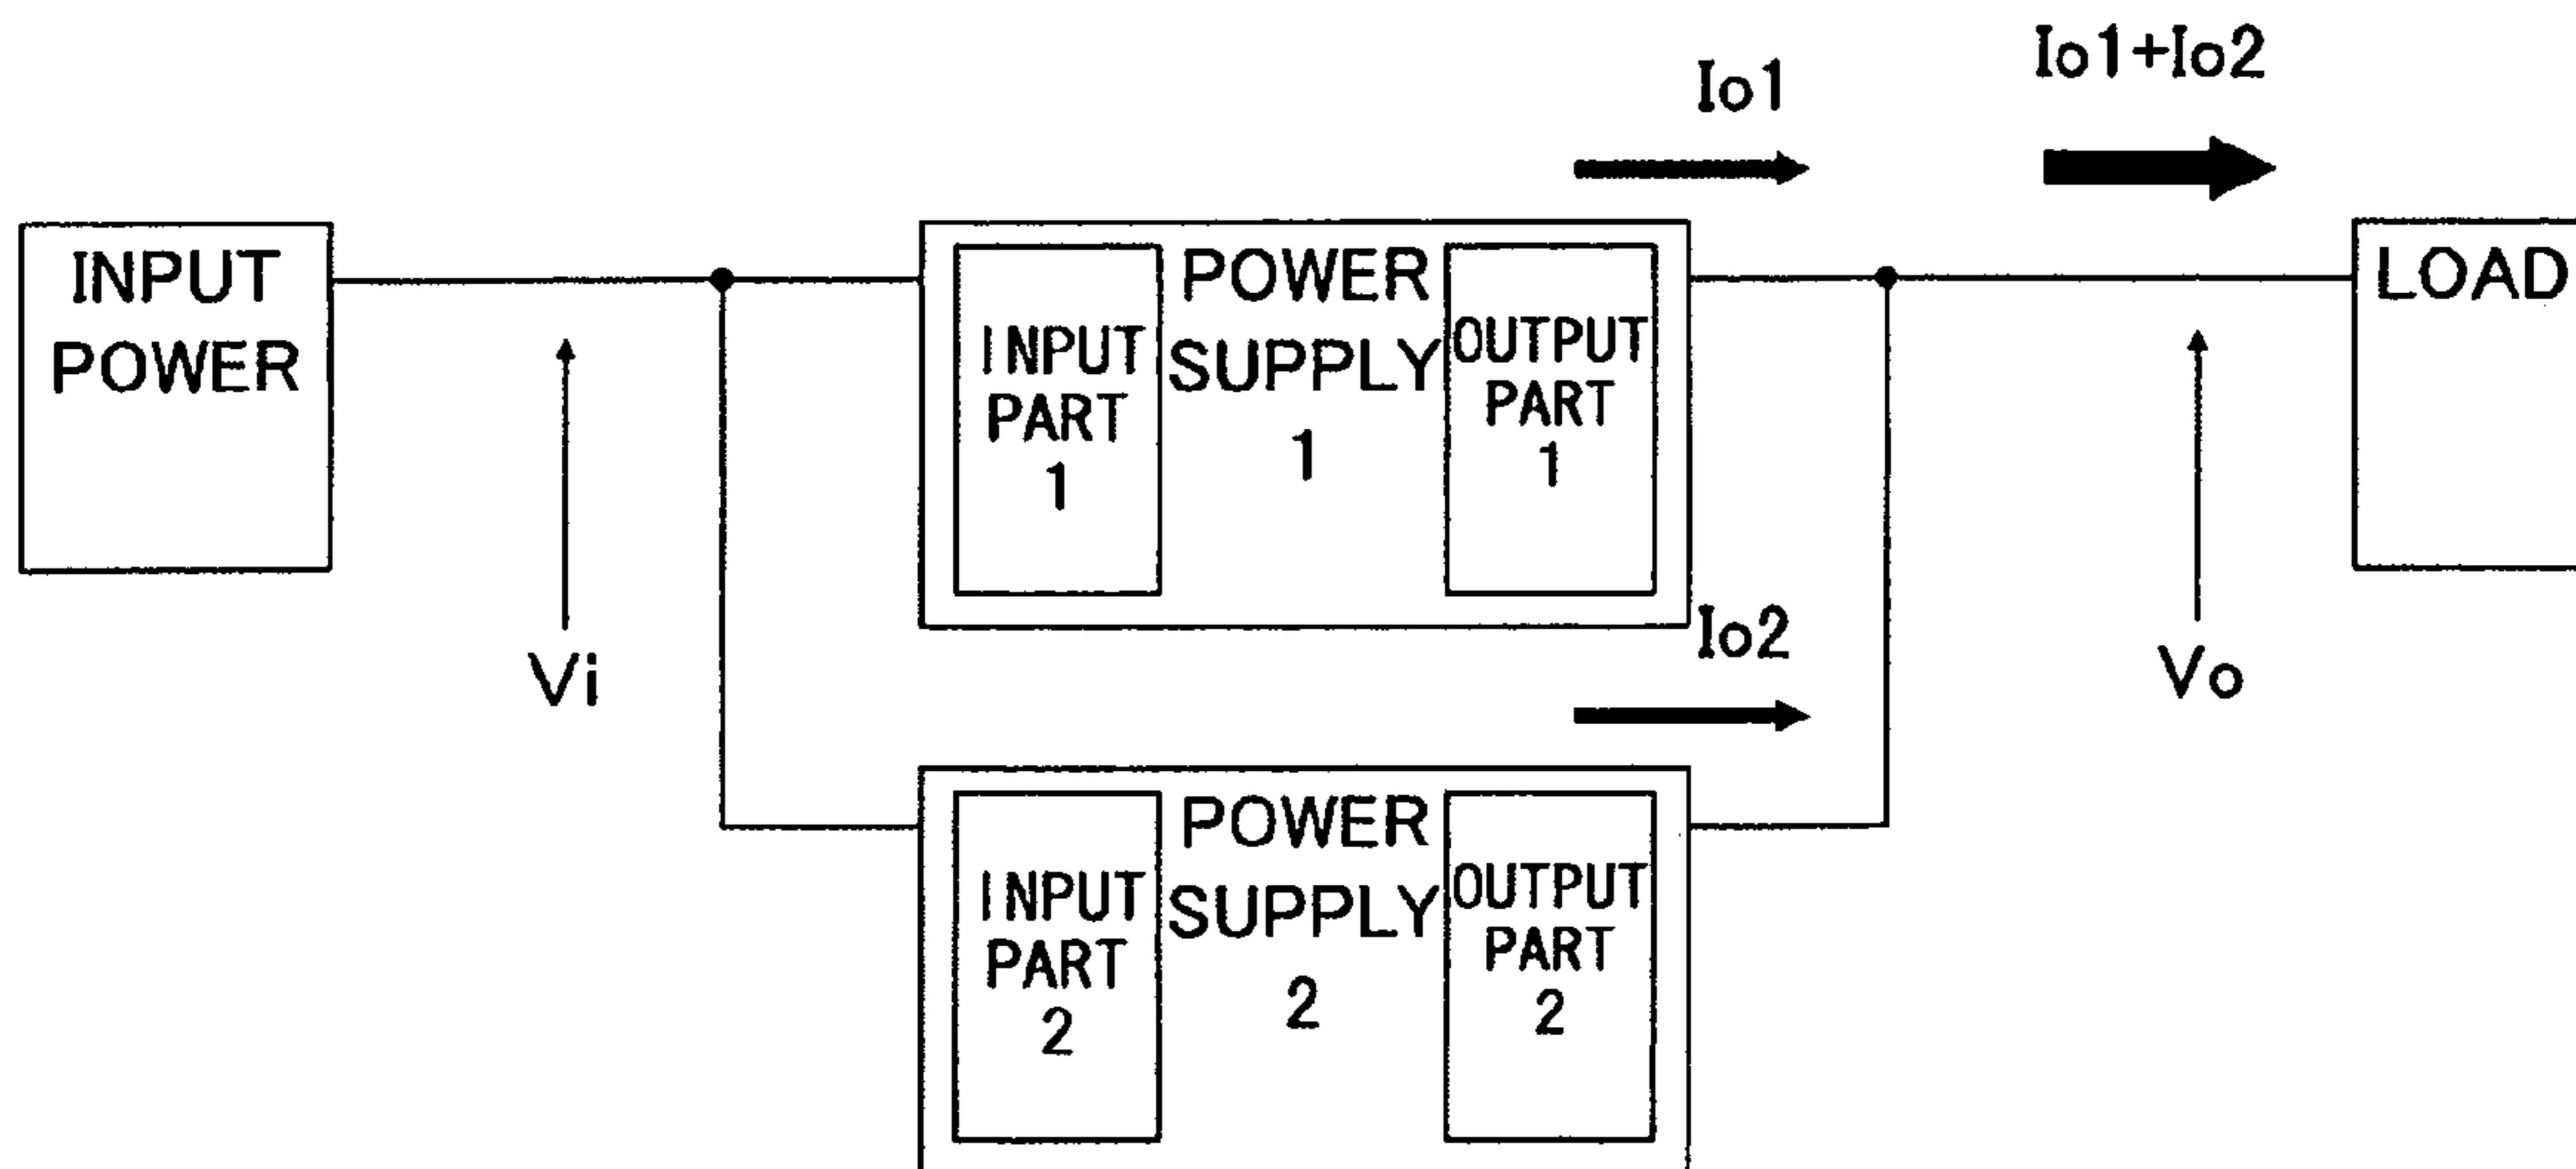 Io1+Io2
Io1
INPUT
POWER
INPUT
PART
1
POWER
SUPPLY
1
OUTPUT
PART
1
LOAD
Vi
Io2
Vo
INPUT
PART
2
POWER
SUPPLY
2
OUTPUT
PART
2